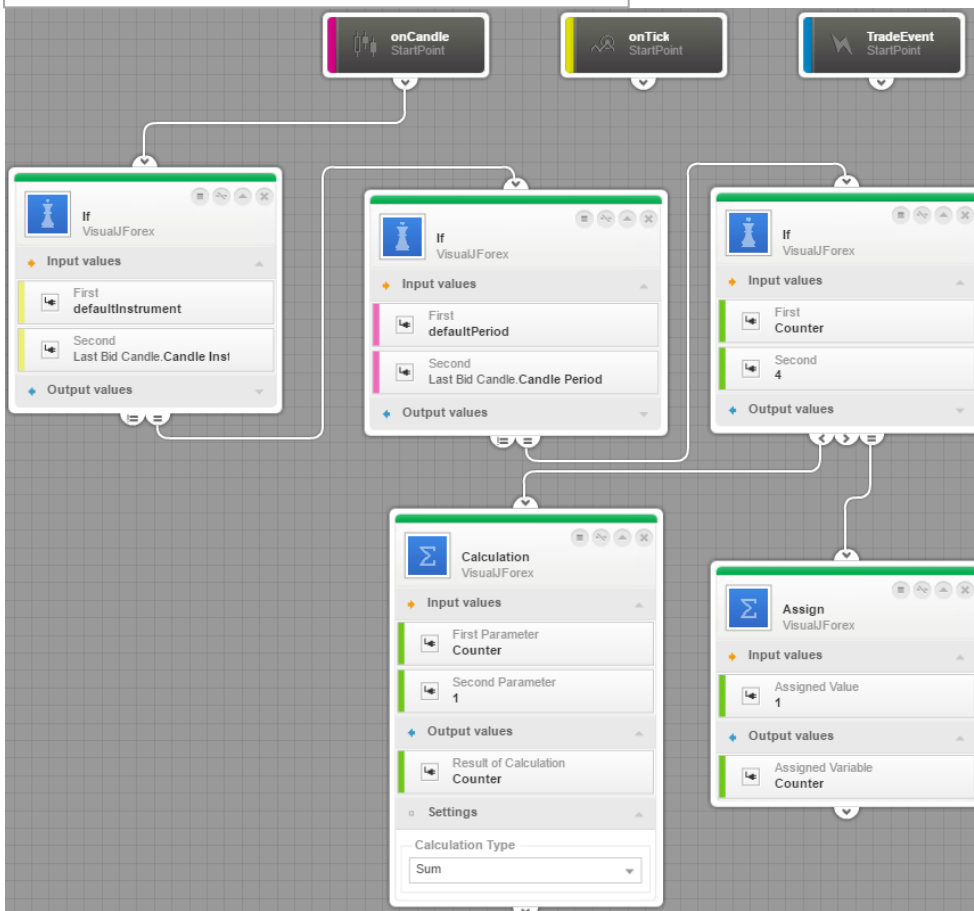 onCandle
StartPoint
onTick
StartPoint
TradeEvent
StartPoint
If
VisualJForex
Input values
First
defaultInstrument
Second
Last Bid Candle.Candle Inst
Output values
If
VisualJForex
Input values
First
defaultPeriod
Second
Last Bid Candle.Candle Period
Output values
If
VisualJForex
Input values
First
Counter
Second
4
Output values
Calculation
VisualJForex
Input values
First Parameter
Counter
Second Parameter
1
Output values
Result of Calculation
Counter
Settings
Calculation Type
Sum
Assign
VisualJForex
Input values
Assigned Value
1
Output values
Assigned Variable
Counter